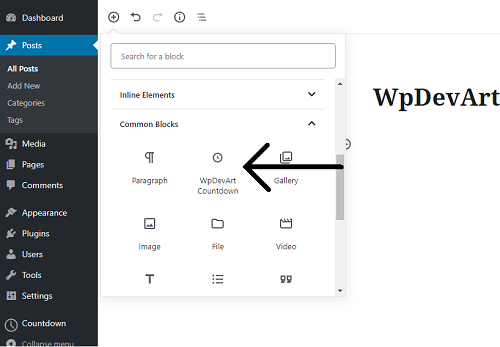 Dashboard
Posts
All Posts
Add New
Categories
Tags
Media
Pages
Comments
Appearance
Plugins
Users
Tools
Settings
Countdown
Collapse menu
Search for a block
Inline Elements
Common Blocks
Paragraph
WpDevArt
Countdown
Gallery
Image
File
Video
WpDevArt